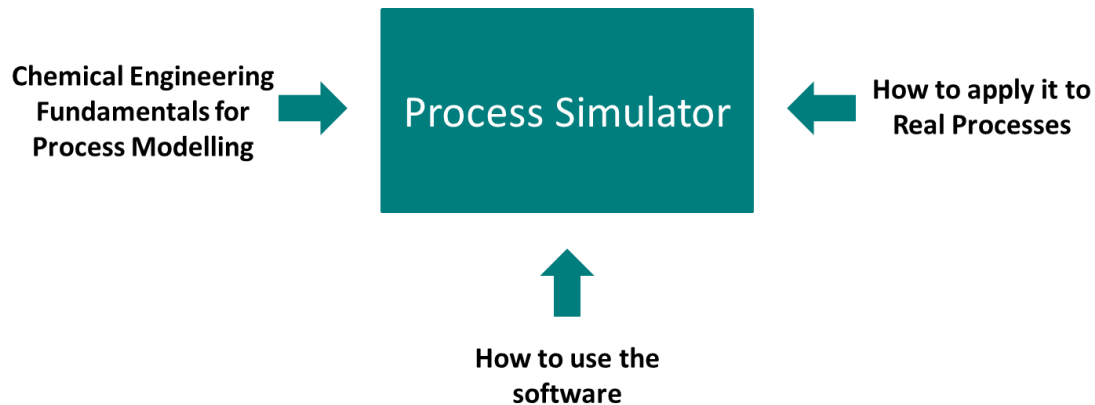 Chemical Engineering
Fundamentals for
Process Modelling
Process Simulator
How to apply it to
Real Processes
How to use the
software